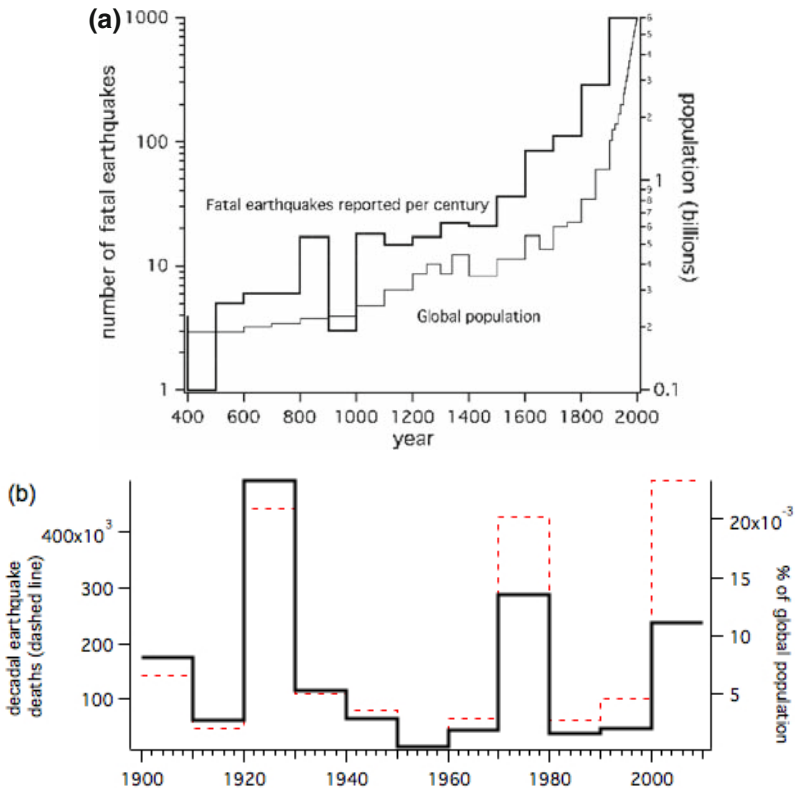 (a)
number of fatal earthquakes
1000
100
10
1
Fatal earthquakes reported per century
Global population
6
5
4
3
2
1
9
8
7
6
5
4
3
2
0.1
population (billions)
400 600 800 1000 1200 1400 1600 1800 2000
year
(b)
decadal earthquake
deaths (dashed line)
400x10³
300
200
100
20x10⁻³
15
10
5
% of global
population
1900 1920 1940 1960 1980 2000